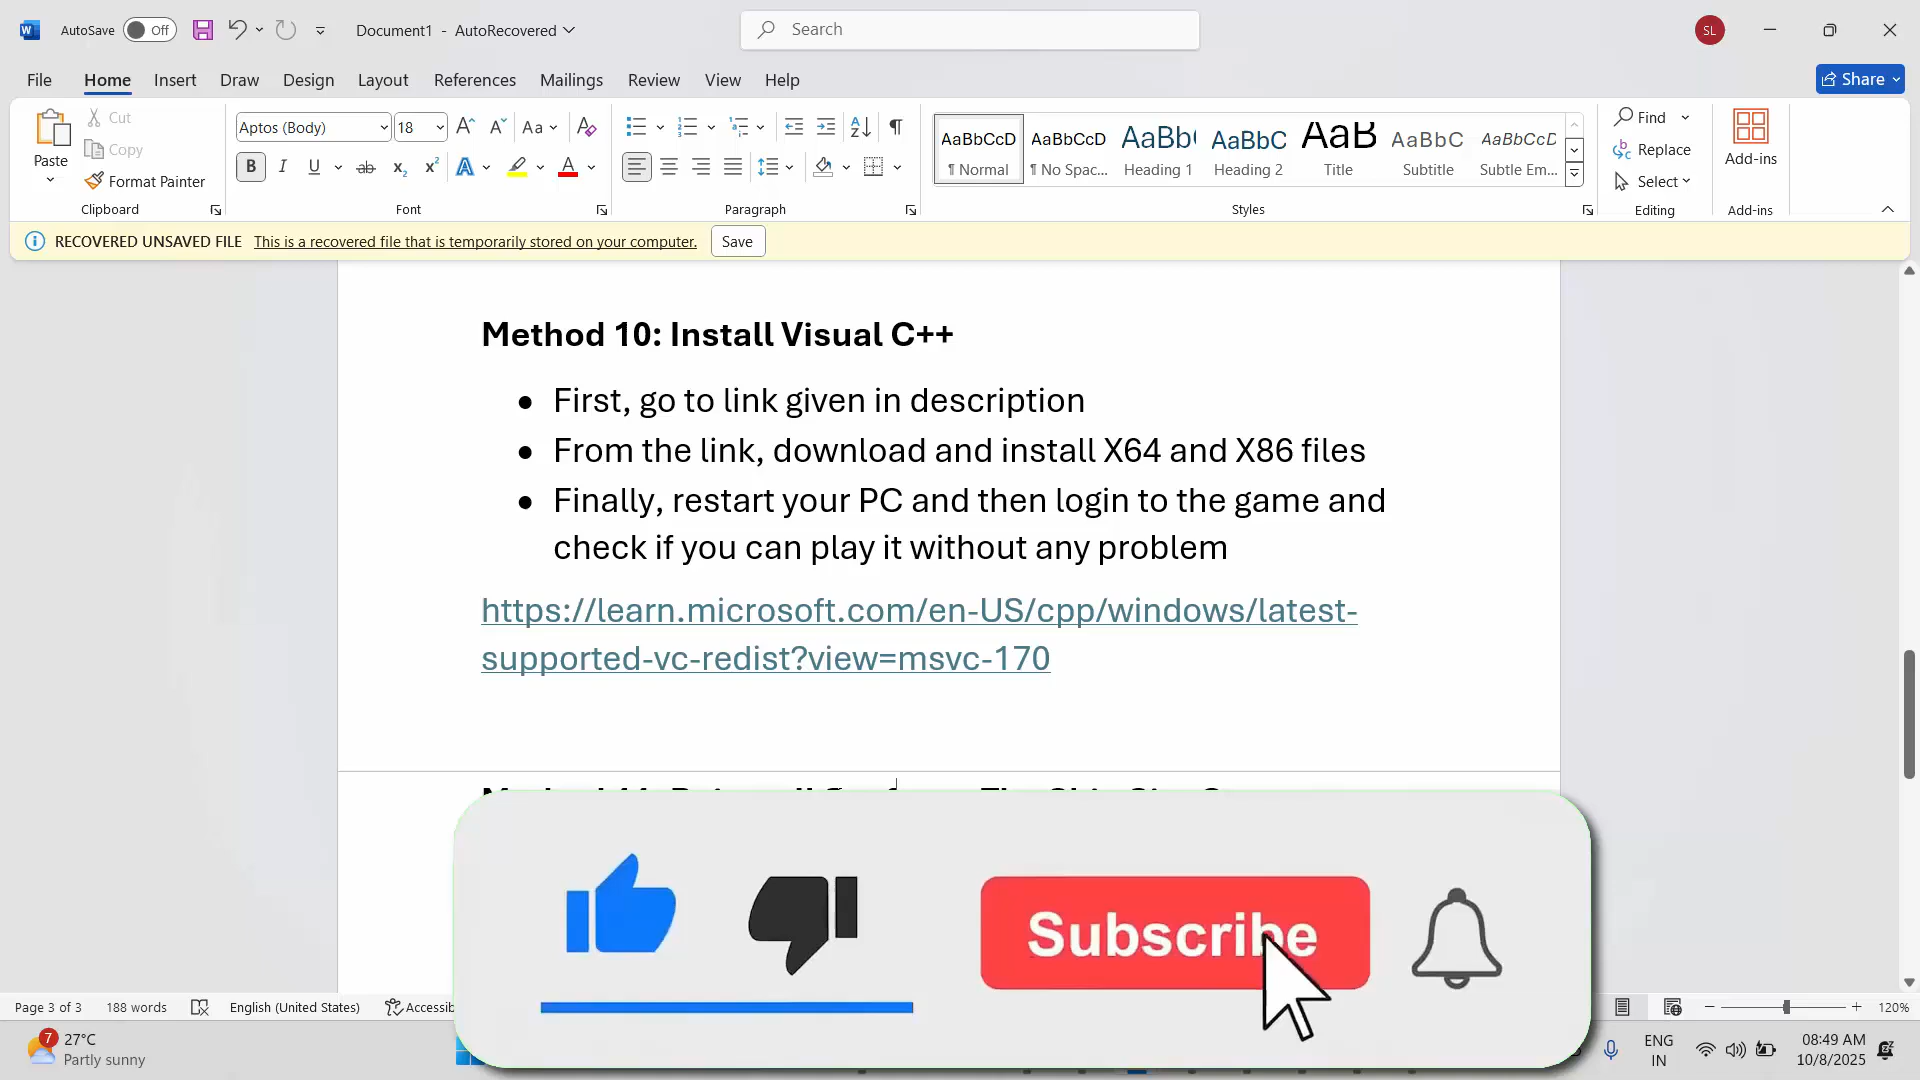 AutoSave Off Document1 - AutoRecovered Search SL
File Home Insert Draw Design Layout References Mailings Review View Help Share
Paste Cut Copy Format Painter
Clipboard
Aptos (Body) 18 Aa
B I U ab x₂ x² A A
Font
Paragraph
AaBbCcD AaBbCcD AaBb( AaBbC AaB AaBbC AaBbCcD
¶ Normal ¶ No Spac... Heading 1 Heading 2 Title Subtitle Subtle Em...
Styles
Find
Replace
Select
Editing
Add-ins
Add-ins
RECOVERED UNSAVED FILE This is a recovered file that is temporarily stored on your computer. Save
Method 10: Install Visual C++
● First, go to link given in description
● From the link, download and install X64 and X86 files
● Finally, restart your PC and then login to the game and
check if you can play it without any problem
https://learn.microsoft.com/en-US/cpp/windows/latest-
supported-vc-redist?view=msvc-170
Subscribe
Page 3 of 3 188 words English (United States) 120%
7 27°C
Partly sunny
ENG
IN
08:49 AM
10/8/2025